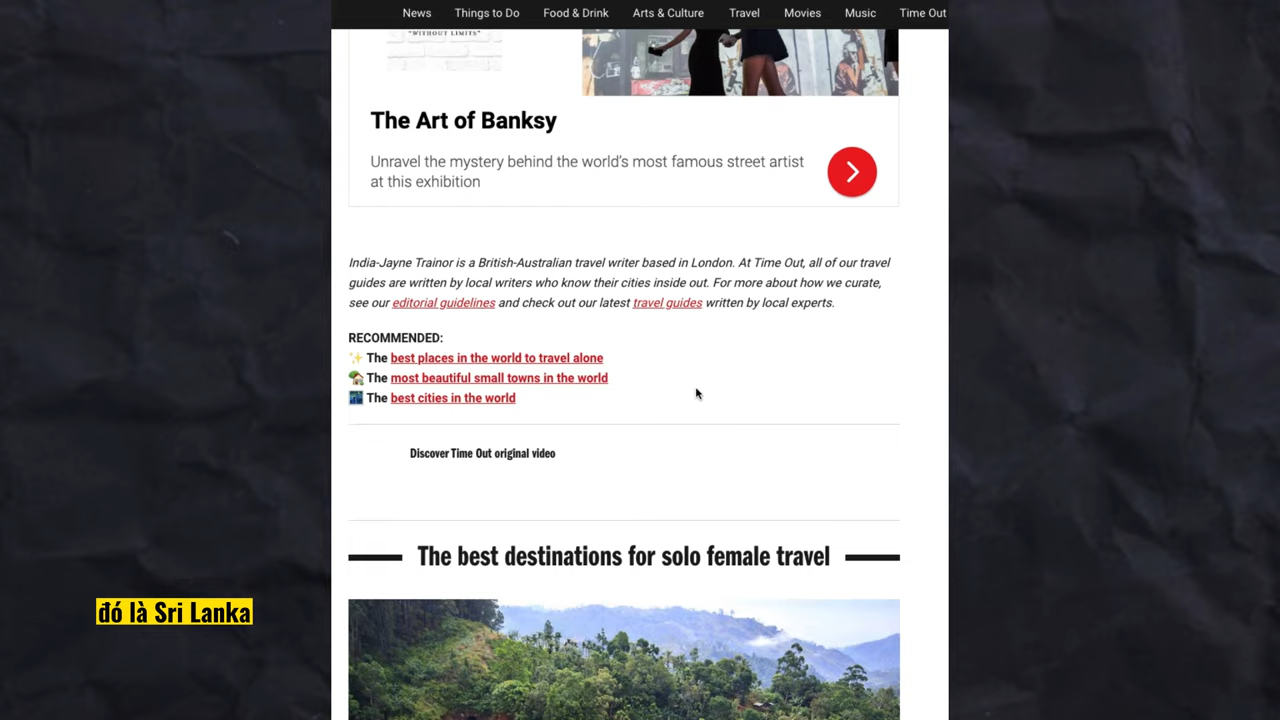 News Things to Do Food & Drink Arts & Culture Travel Movies Music Time Out
"WITHOUT LIMITS"
The Art of Banksy
Unravel the mystery behind the world's most famous street artist
at this exhibition
India-Jayne Trainor is a British-Australian travel writer based in London. At Time Out, all of our travel
guides are written by local writers who know their cities inside out. For more about how we curate,
see our editorial guidelines and check out our latest travel guides written by local experts.
RECOMMENDED:
✨ The best places in the world to travel alone
🏡 The most beautiful small towns in the world
🌃 The best cities in the world
Discover Time Out original video
The best destinations for solo female travel
đó là Sri Lanka